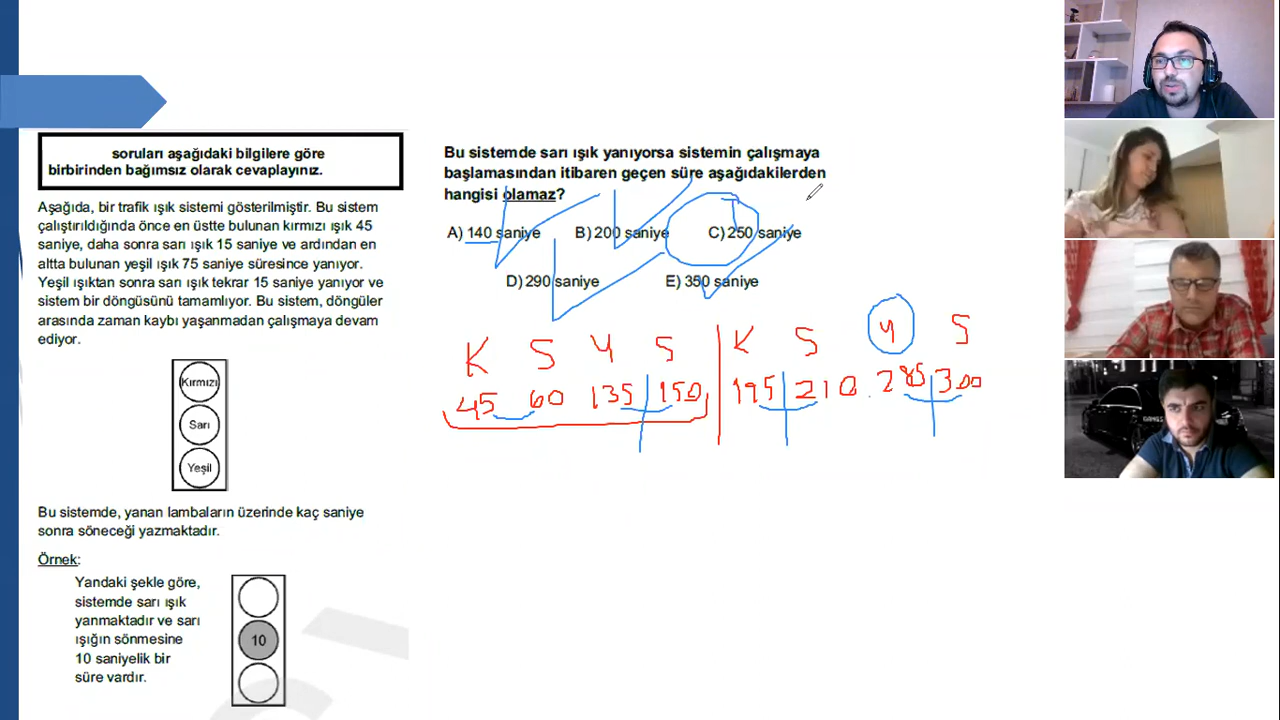 soruları aşağıdaki bilgilere göre
birbirinden bağımsız olarak cevaplayınız.
Aşağıda, bir trafik ışık sistemi gösterilmiştir. Bu sistem
çalıştırıldığında önce en üstte bulunan kırmızı ışık 45
saniye, daha sonra sarı ışık 15 saniye ve ardından en
altta bulunan yeşil ışık 75 saniye süresince yanıyor.
Yeşil ışıktan sonra sarı ışık tekrar 15 saniye yanıyor ve
sistem bir döngüsünü tamamlıyor. Bu sistem, döngüler
arasında zaman kaybı yaşanmadan çalışmaya devam
ediyor.
Kırmızı
Sarı
Yeşil
Bu sistemde, yanan lambaların üzerinde kaç saniye
sonra söneceği yazmaktadır.
Örnek:
Yandaki şekle göre,
sistemde sarı ışık
yanmaktadır ve sarı
ışığın sönmesine
10 saniyelik bir
süre vardır.
10
Bu sistemde sarı ışık yanıyorsa sistemin çalışmaya
başlamasından itibaren geçen süre aşağıdakilerden
hangisi olamaz?
A) 140 saniye B) 200 saniye C) 250 saniye
D) 290 saniye E) 350 saniye
K S Y S K S Y S
45 60 135 150 195 210 285 300